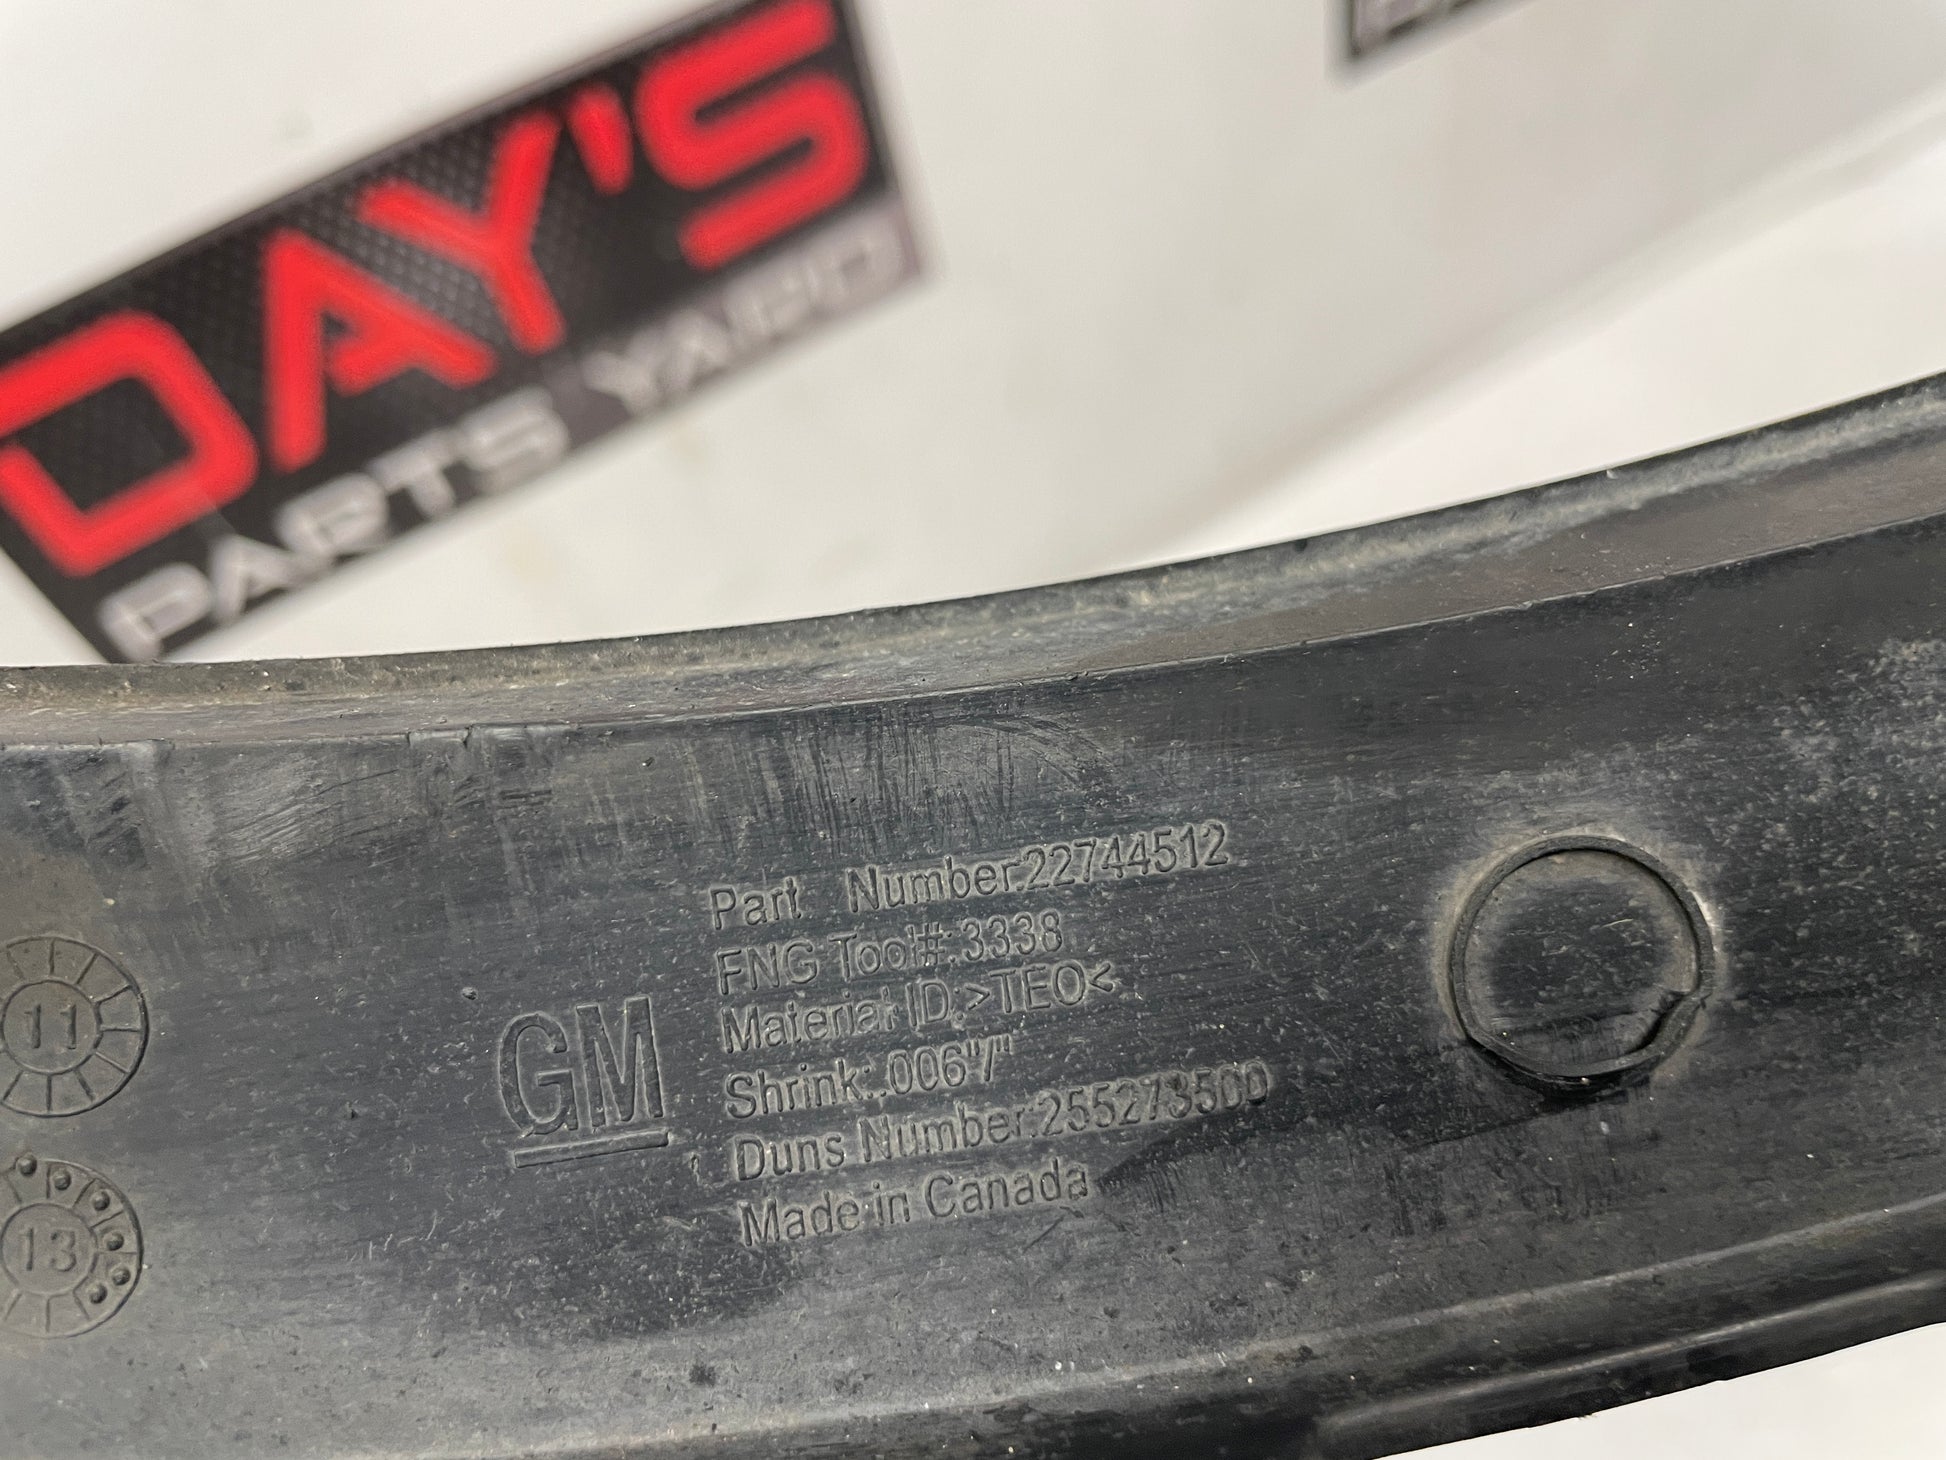 DAY'S
PARTS YARD
Part Number:22744512
FNG Tool#:3338
Material ID:>TEO<
Shrink:.006"/"
Duns Number:255273500
Made in Canada
GM
11
13